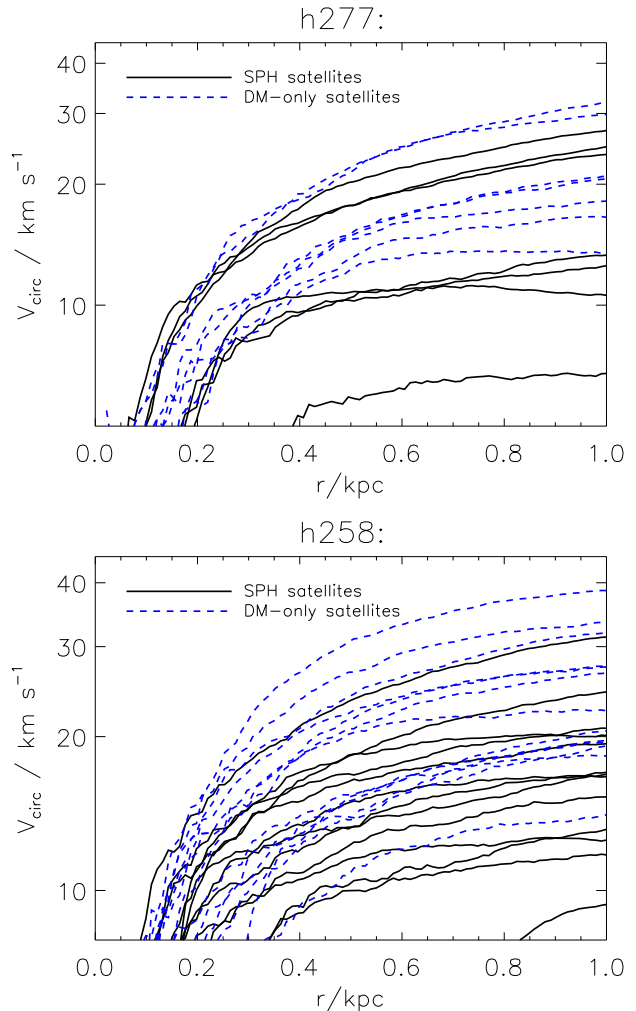 h277:
SPH satellites
DM-only satellites
40
30
20
10
V_circ / km s⁻¹
0.0 0.2 0.4 0.6 0.8 1.0
r/kpc
h258:
SPH satellites
DM-only satellites
40
30
20
10
V_circ / km s⁻¹
0.0 0.2 0.4 0.6 0.8 1.0
r/kpc